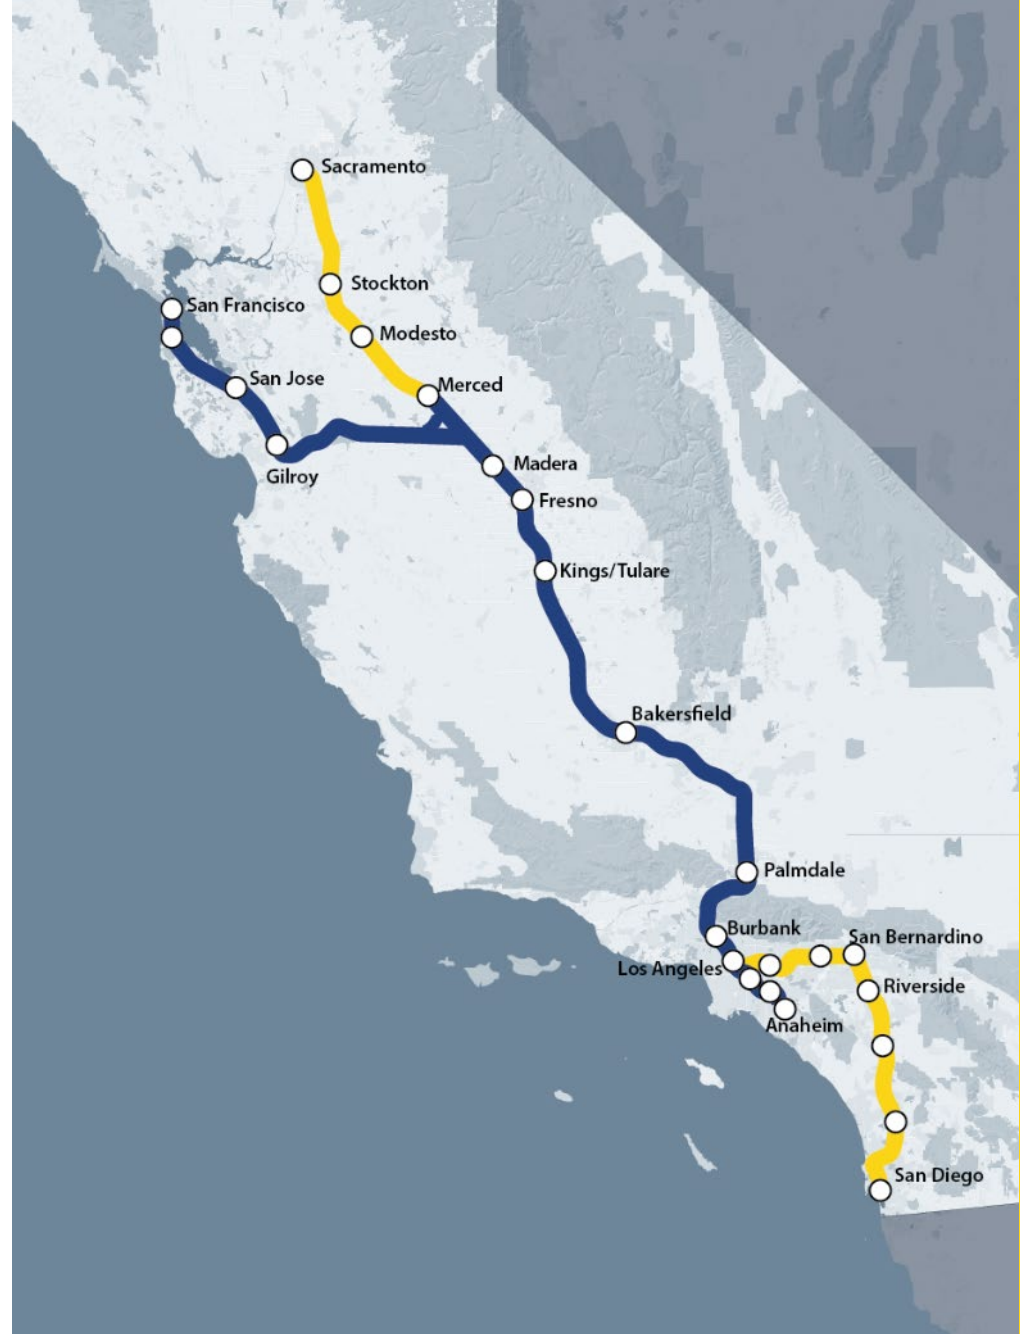 Sacramento
Stockton
San Francisco
Modesto
San Jose
Merced
Gilroy
Madera
Fresno
Kings/Tulare
Bakersfield
Palmdale
Burbank
San Bernardino
Los Angeles
Riverside
Anaheim
San Diego